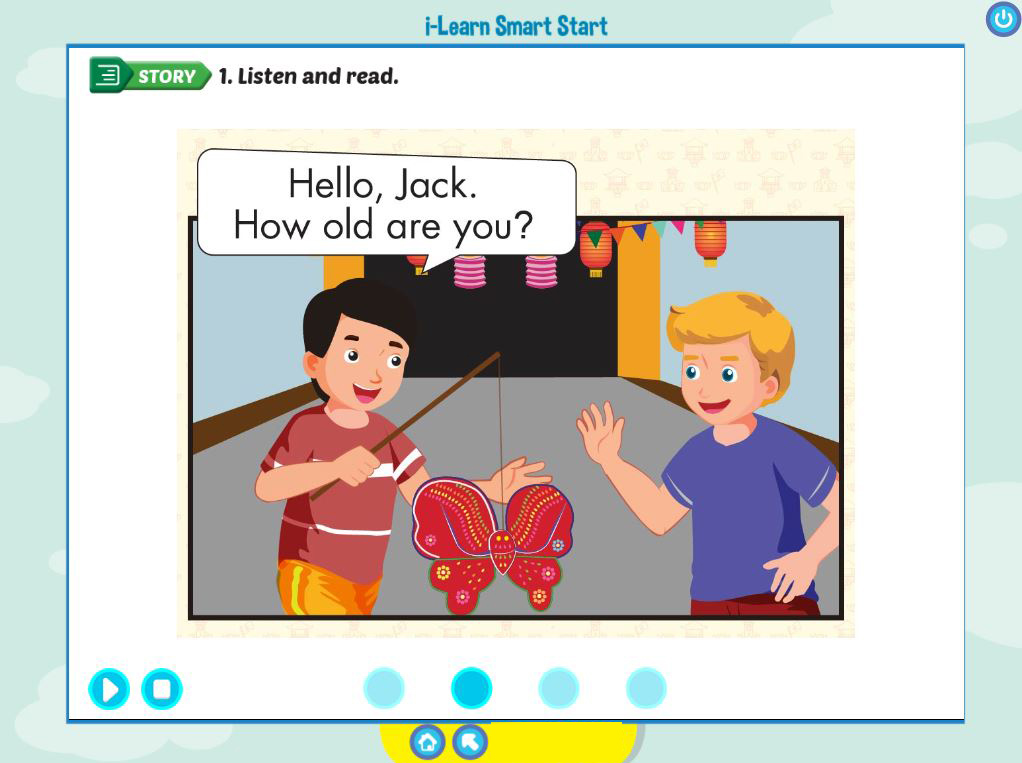 i-Learn Smart Start
STORY 1. Listen and read.
Hello, Jack.
How old are you?